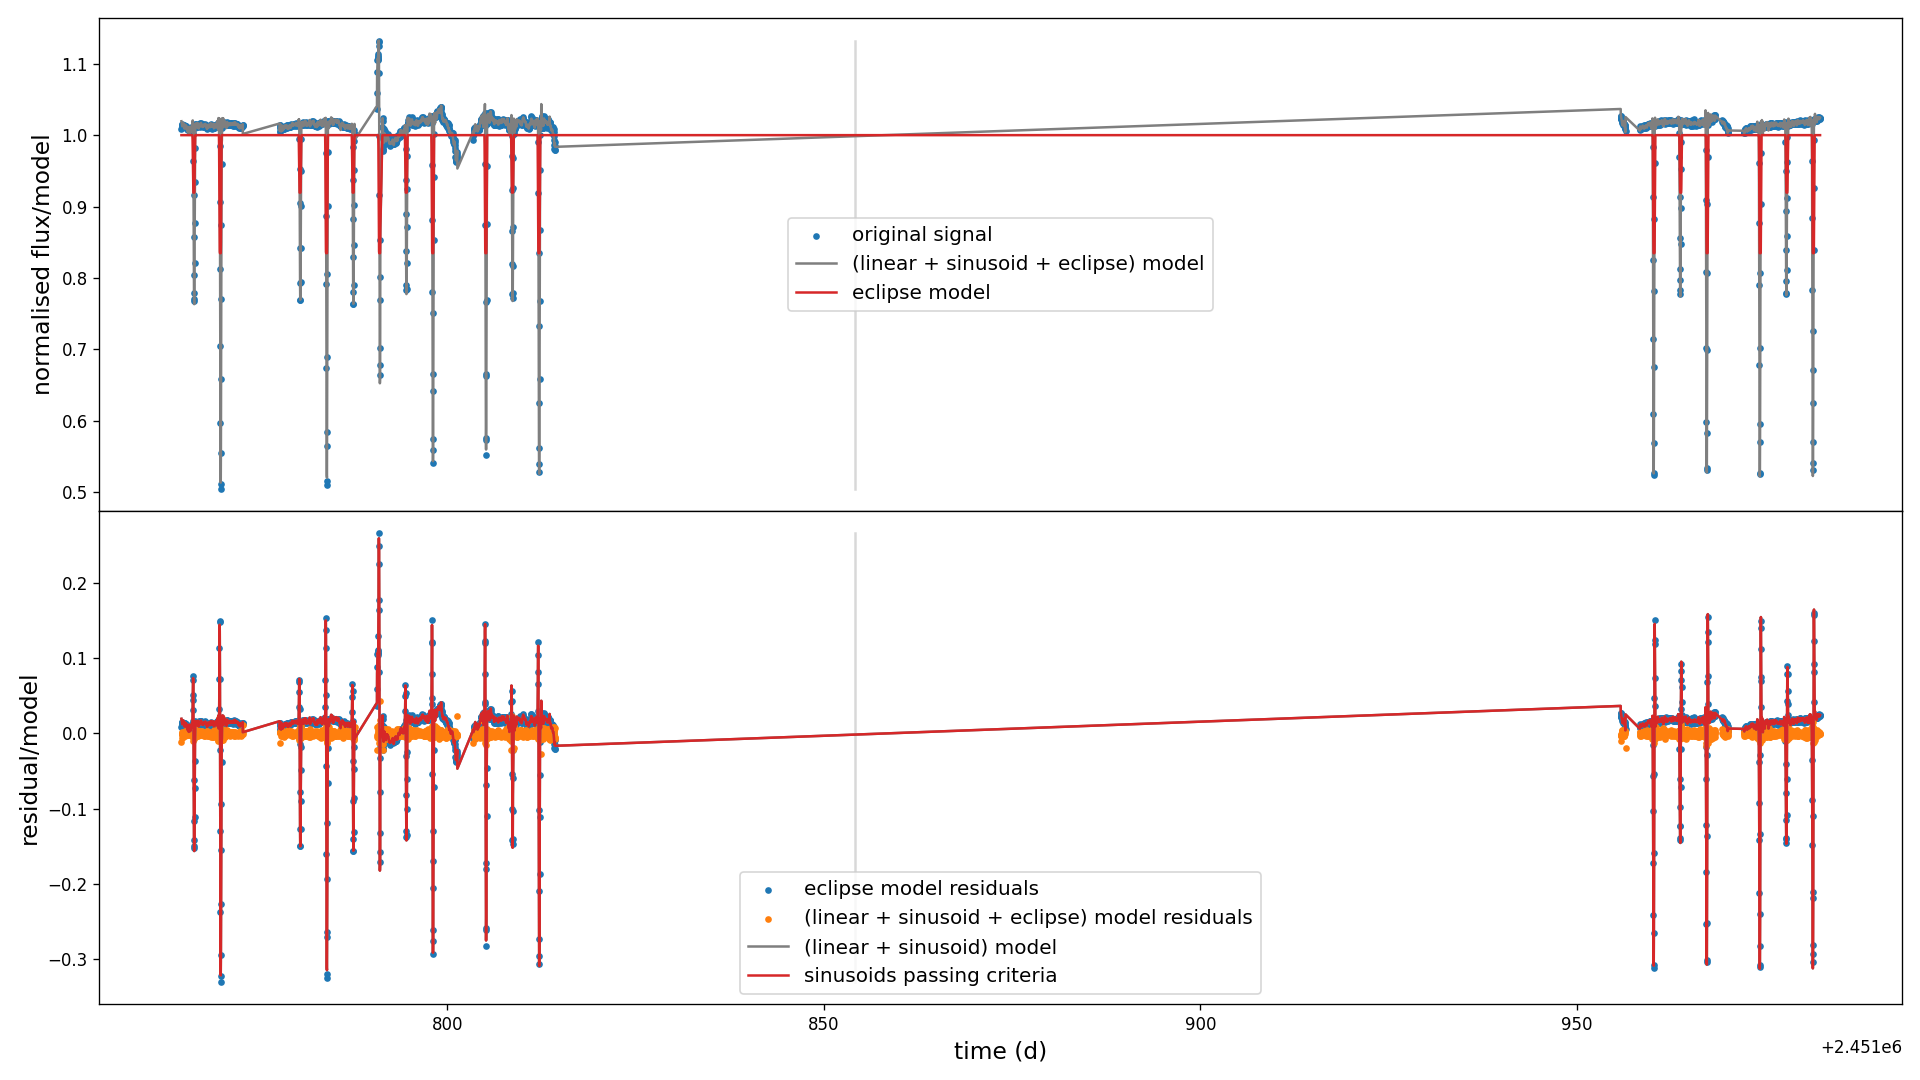 1.1
1.0
0.9
0.8
0.7
0.6
0.5
normalised flux/model
original signal
(linear + sinusoid + eclipse) model
eclipse model
0.2
0.1
0.0
−0.1
−0.2
−0.3
residual/model
eclipse model residuals
(linear + sinusoid + eclipse) model residuals
(linear + sinusoid) model
sinusoids passing criteria
800
850
900
950
time (d)
+2.451e6